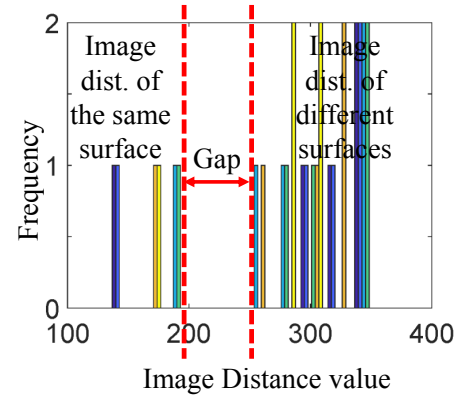 2
Image
dist. of
the same
surface
Image
dist. of
different
surfaces
Gap
Frequency
1
0
100
200
300
400
Image Distance value